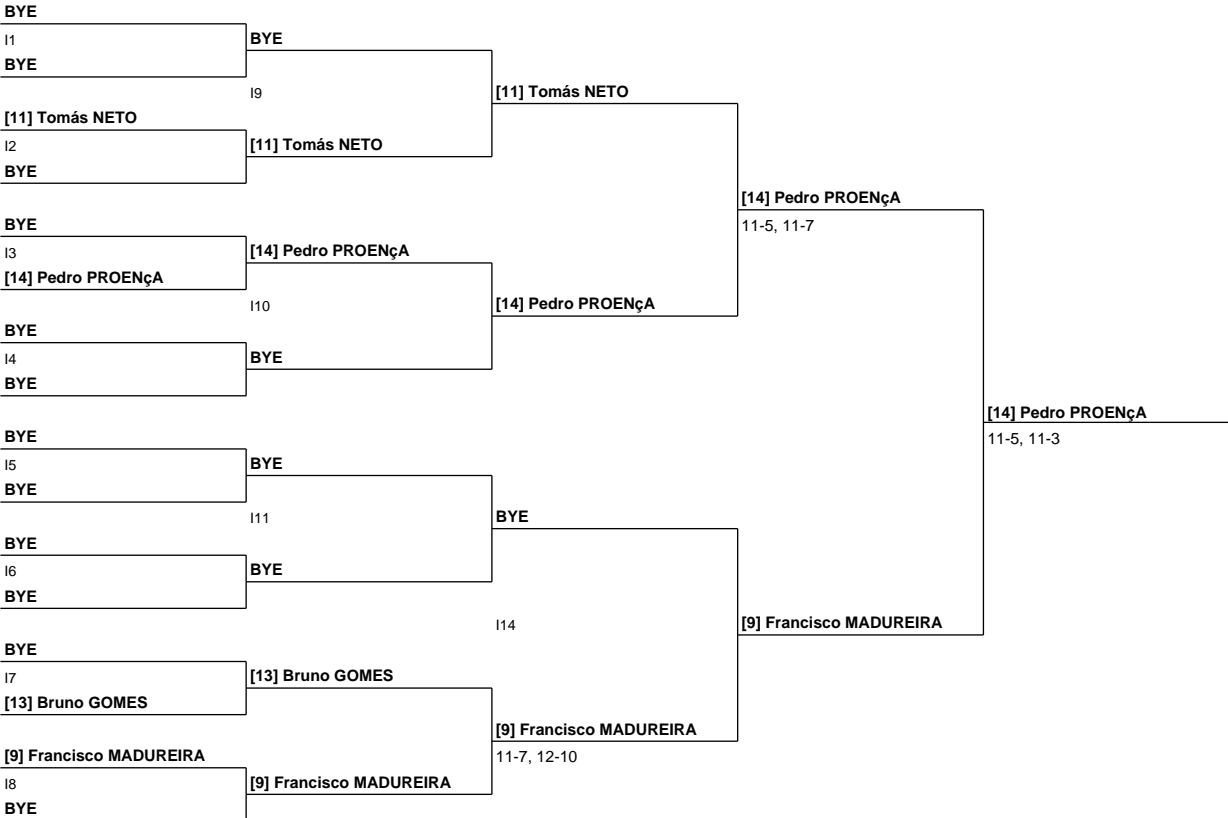 BYE
I1
BYE
BYE
I9
[11] Tomás NETO
[11] Tomás NETO
I2
[11] Tomás NETO
BYE
[14] Pedro PROENçA
11-5, 11-7
BYE
I3
[14] Pedro PROENçA
[14] Pedro PROENçA
I10
[14] Pedro PROENçA
BYE
I4
BYE
BYE
[14] Pedro PROENçA
11-5, 11-3
BYE
I5
BYE
BYE
I11
BYE
BYE
I6
BYE
BYE
I14
[9] Francisco MADUREIRA
BYE
I7
[13] Bruno GOMES
[13] Bruno GOMES
[9] Francisco MADUREIRA
11-7, 12-10
[9] Francisco MADUREIRA
I8
[9] Francisco MADUREIRA
BYE